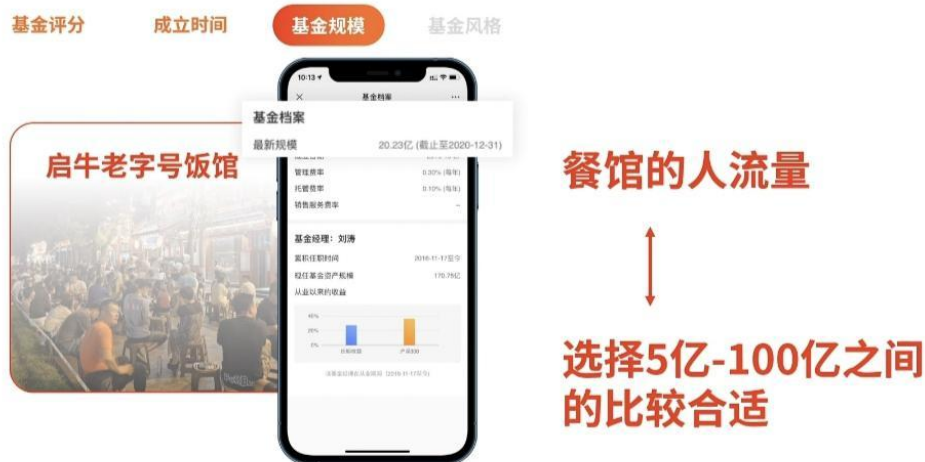 基金评分
成立时间
基金规模
基金风格
10:13
基金档案
基金档案
最新规模
20.23亿 (截止至2020-12-31)
启牛老字号饭馆
管理费率
0.30% (每年)
托管费率
0.10% (每年)
销售服务费率
--
基金经理：刘涛
累积任职时间
2016-11-17至今
现任基金资产规模
170.75亿
从业以来的收益
40%
20%
0%
餐馆的人流量
选择5亿-100亿之间
的比较合适